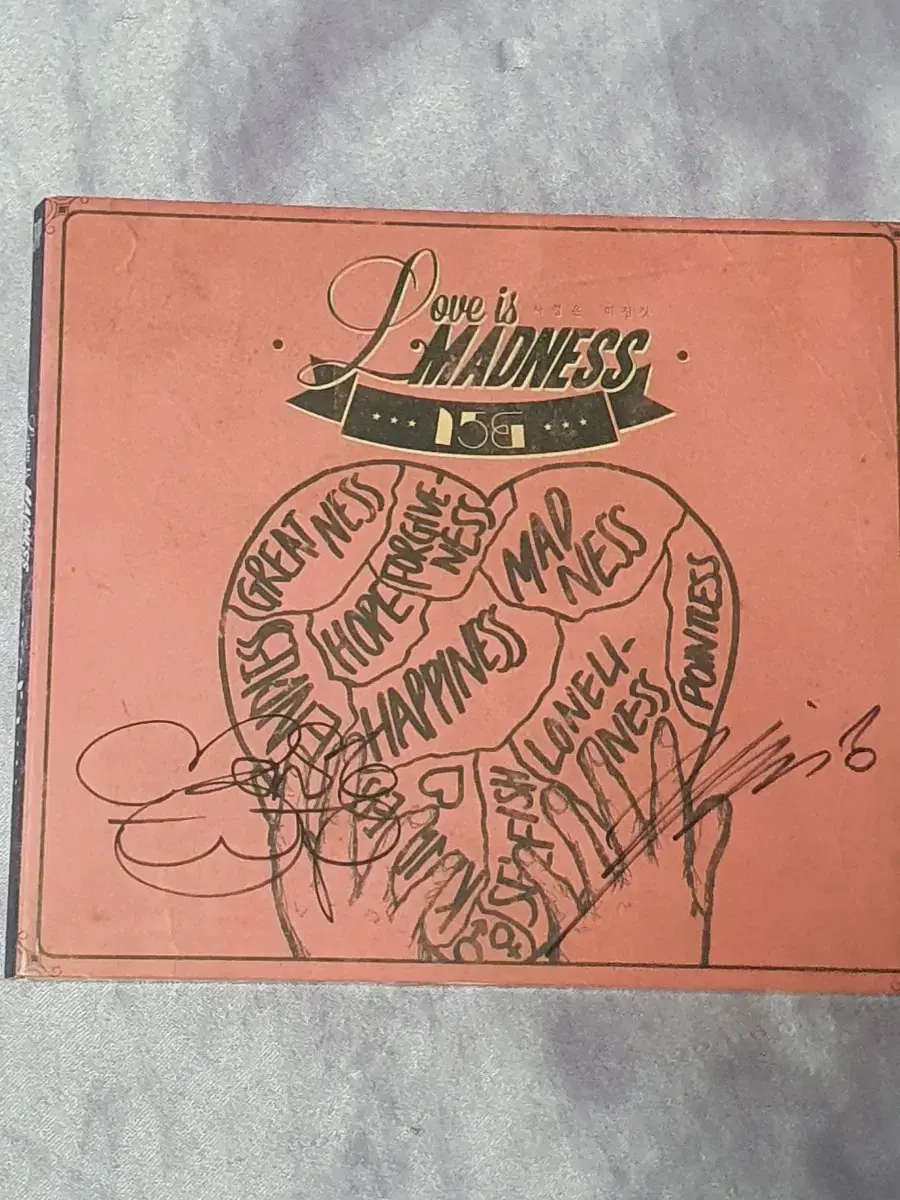 Love is 사랑은 미친짓
MADNESS
15&
GREAT
NESS
FORGIVE-
NESS
MAD
NESS
HOPE
HAPPINESS
POINTLESS
LONELI-
NESS
KIND
SELFISH